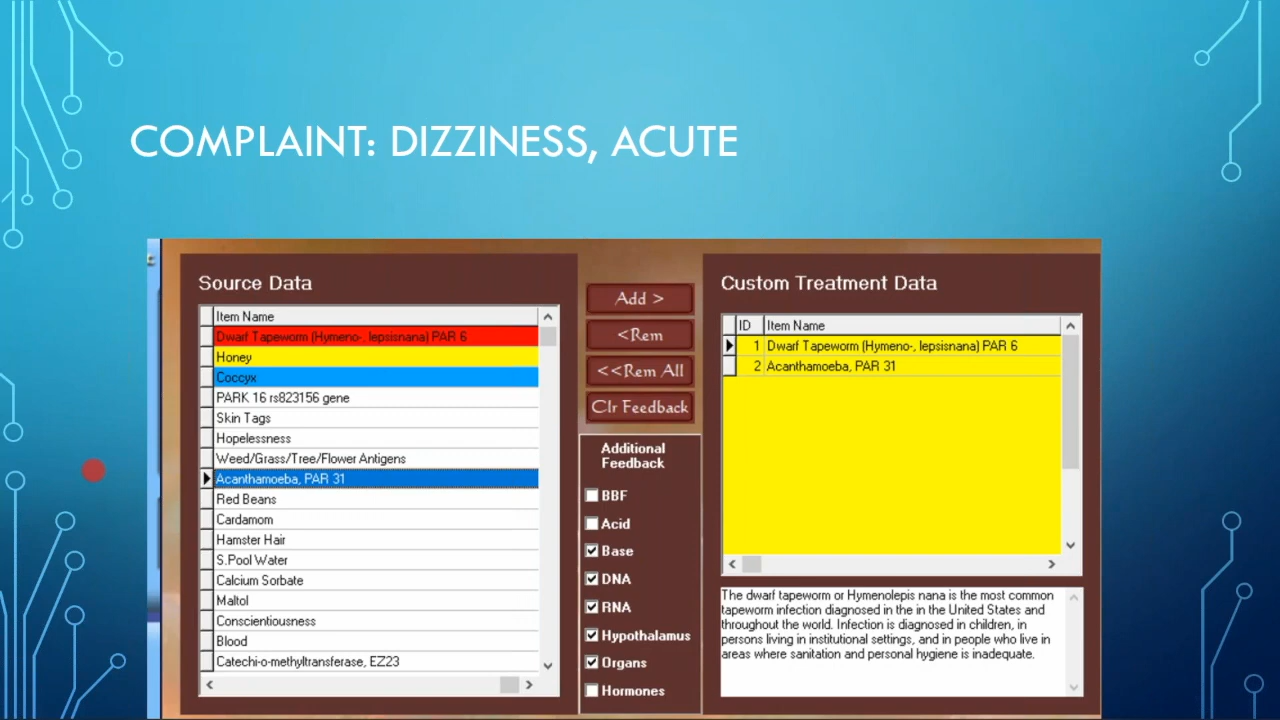 COMPLAINT: DIZZINESS, ACUTE
Source Data
Item Name
Dwarf Tapeworm (Hymeno-, lepsisnana) PAR 6
Honey
Coccyx
PARK 16 rs823156 gene
Skin Tags
Hopelessness
Weed/Grass/Tree/Flower Antigens
Acanthamoeba, PAR 31
Red Beans
Cardamom
Hamster Hair
S.Pool Water
Calcium Sorbate
Maltol
Conscientiousness
Blood
Catechi-o-methyltransferase, EZ23
Add >
<Rem
<<Rem All
Clr Feedback
Additional
Feedback
BBF
Acid
Base
DNA
RNA
Hypothalamus
Organs
Hormones
Custom Treatment Data
ID Item Name
1 Dwarf Tapeworm (Hymeno-, lepsisnana) PAR 6
2 Acanthamoeba, PAR 31
The dwarf tapeworm or Hymenolepis nana is the most common
tapeworm infection diagnosed in the in the United States and
throughout the world. Infection is diagnosed in children, in
persons living in institutional settings, and in people who live in
areas where sanitation and personal hygiene is inadequate.